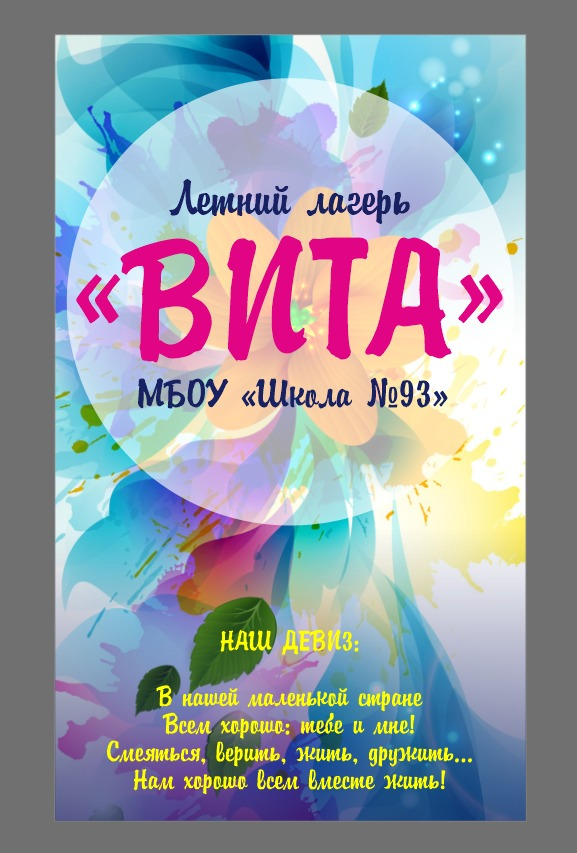 Летний лагерь
«ВИТА»
МБОУ «Школа №93»
НАШ ДЕВИЗ:
В нашей маленькой стране
Всем хорошо: тебе и мне!
Смеяться, верить, жить, дружить...
Нам хорошо всем вместе жить!